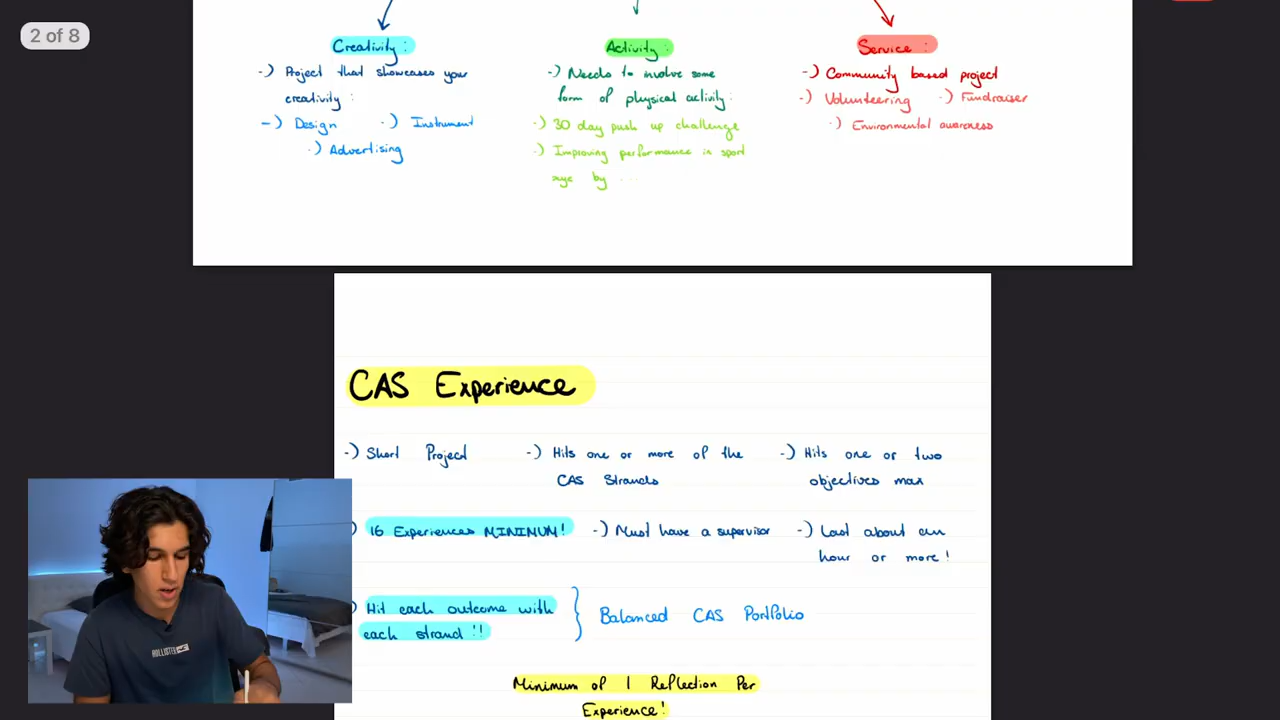 2 of 8
Creativity:
-) Project that showcases your
creativity:
-) Design
-) Instrument
-) Advertising
Activity:
-) Needs to involve some
form of physical activity:
-) 30 day push up challenge
-) Improving performance in sport
by ...
Service:
-) Community based project
-) Volunteering
-) Fundraiser
-) Environmental awareness
CAS Experience
-) Short Project
-) Hits one or more of the
CAS Strands
-) Hits one or two
objectives max
) 16 Experiences MINIMUM!
-) Must have a supervisor
-) Last about an
hour or more!
) Hit each outcome with
each strand!!
Balanced CAS Portfolio
Minimum of 1 Reflection Per
Experience!
HOLLISTER